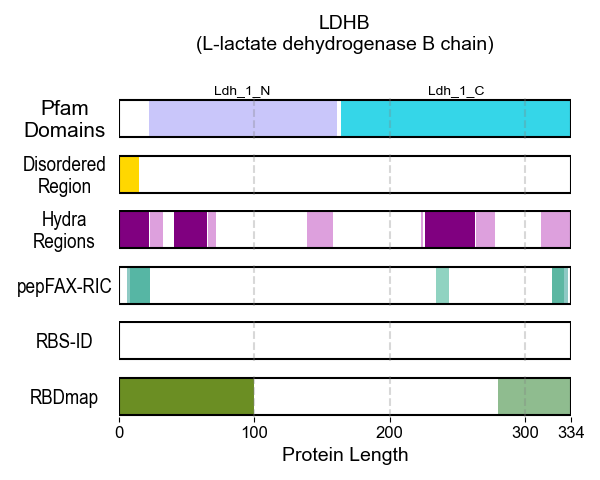 LDHB
(L-lactate dehydrogenase B chain)
Ldh_1_N
Ldh_1_C
Pfam
Domains
Disordered
Region
Hydra
Regions
pepFAX-RIC
RBS-ID
RBDmap
0
100
200
300
334
Protein Length